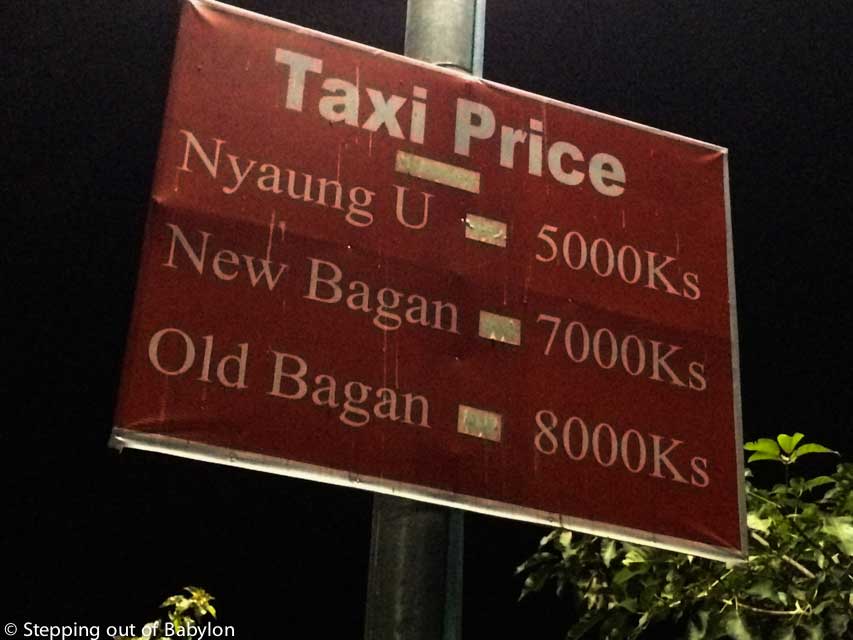 Taxi Price
Nyaung U 5000Ks
New Bagan 7000Ks
Old Bagan 8000Ks
© Stepping out of Babylon